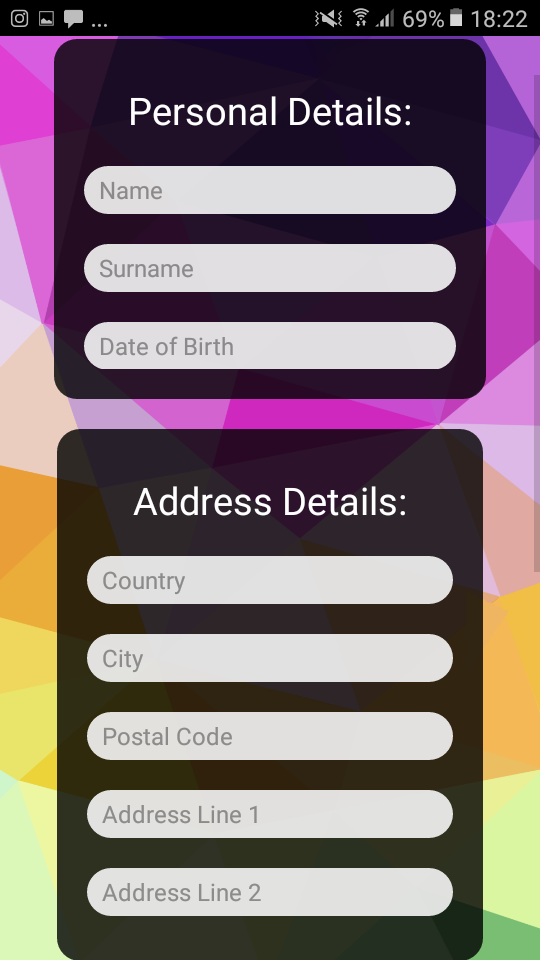 ... 69% 18:22
Personal Details:
Name
Surname
Date of Birth
Address Details:
Country
City
Postal Code
Address Line 1
Address Line 2